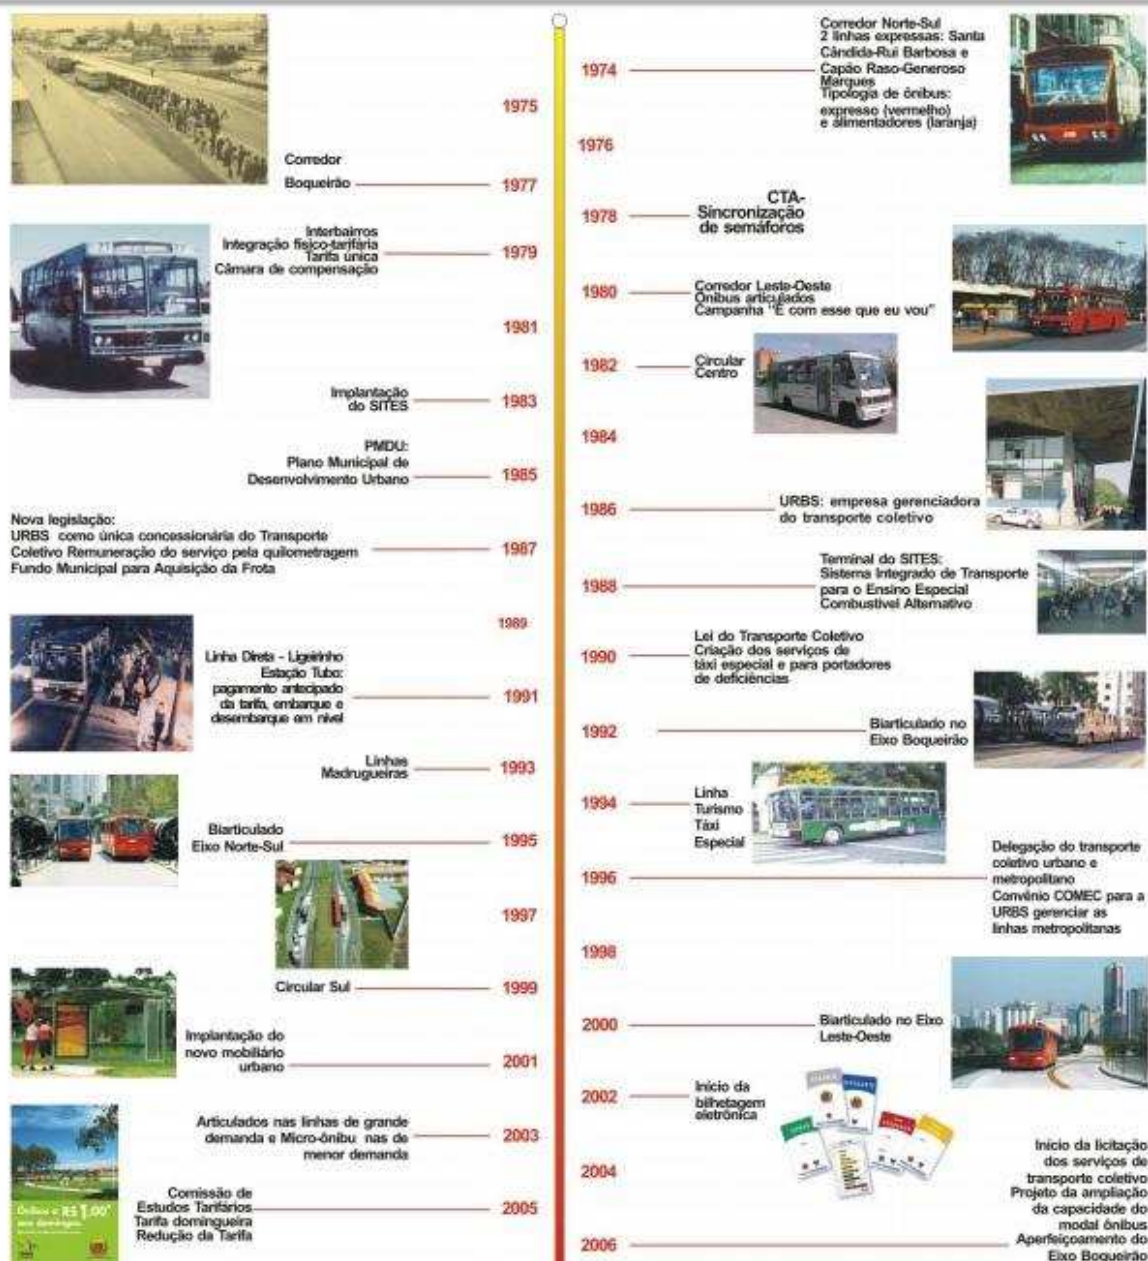 1974
Corredor Norte-Sul
2 linhas expressas: Santa
Cândida-Rui Barbosa e
Capão Raso-Generoso
Marques
Tipologia de ônibus:
expresso (vermelho)
e alimentadores (laranja)
1975
1976
Corredor
Boqueirão
1977
1978
CTA-
Sincronização
de semáforos
Interbairros
Integração físico-tarifária
Tarifa única
Câmara de compensação
1979
1980
Corredor Leste-Oeste
Ônibus articulados
Campanha "É com esse que eu vou"
1981
1982
Circular
Centro
Implantação
do SITES
1983
1984
PMDU:
Plano Municipal de
Desenvolvimento Urbano
1985
1986
URBS: empresa gerenciadora
do transporte coletivo
Nova legislação:
URBS como única concessionária do Transporte
Coletivo Remuneração do serviço pela quilometragem
Fundo Municipal para Aquisição da Frota
1987
1988
Terminal do SITES:
Sistema Integrado de Transporte
para o Ensino Especial
Combustível Alternativo
1989
1990
Lei do Transporte Coletivo
Criação dos serviços de
táxi especial e para portadores
de deficiências
Linha Direta - Ligeirinho
Estação Tubo:
pagamento antecipado
da tarifa, embarque e
desembarque em nível
1991
1992
Biarticulado no
Eixo Boqueirão
Linhas
Madrugueiras
1993
1994
Linha
Turismo
Táxi
Especial
Biarticulado
Eixo Norte-Sul
1995
1996
Delegação do transporte
coletivo urbano e
metropolitano
Convênio COMEC para a
URBS gerenciar as
linhas metropolitanas
1997
1998
Circular Sul
1999
2000
Biarticulado no Eixo
Leste-Oeste
Implantação do
novo mobiliário
urbano
2001
2002
Início da
bilhetagem
eletrônica
Articulados nas linhas de grande
demanda e Micro-ônibu nas de
menor demanda
2003
2004
Início da licitação
dos serviços de
transporte coletivo
Projeto da ampliação
da capacidade do
modal ônibus
Aperfeiçoamento do
Eixo Boqueirão
Ônibus a R$ 1,00*
aos domingos.
Comissão de
Estudos Tarifários
Tarifa domingueira
Redução da Tarifa
2005
2006